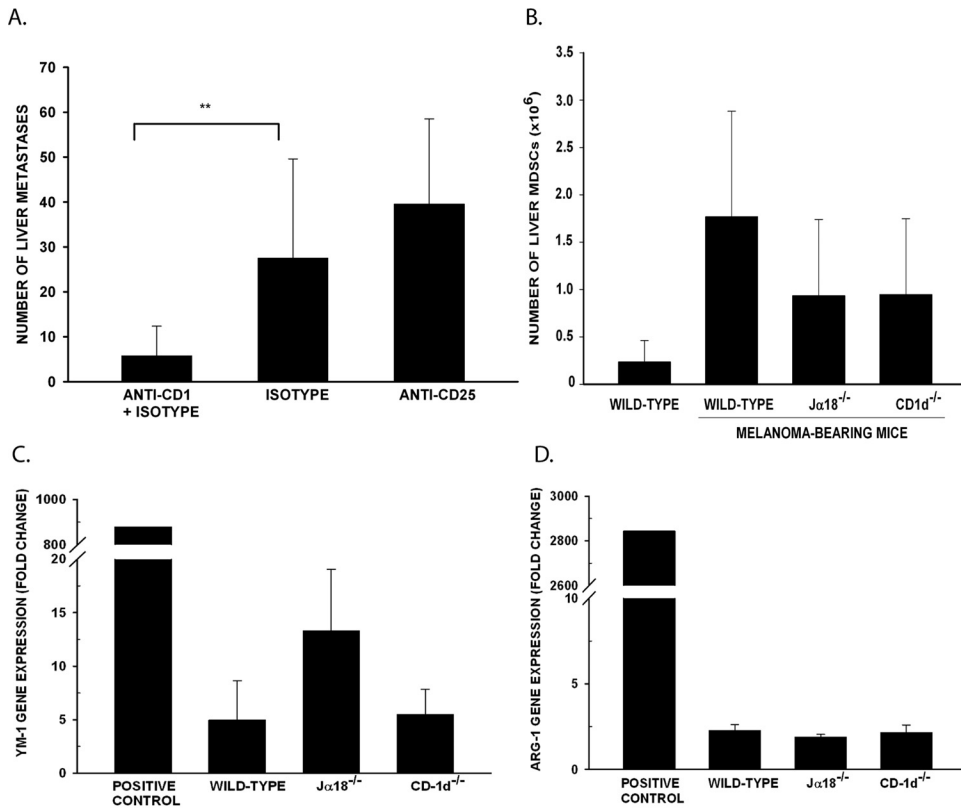 A.
NUMBER OF LIVER METASTASES
70
60
50
40
30
20
10
0
**
ANTI-CD1
+ ISOTYPE
ISOTYPE
ANTI-CD25
B.
NUMBER OF LIVER MDSCs (x10⁶)
3.5
3.0
2.5
2.0
1.5
1.0
0.5
0
WILD-TYPE
WILD-TYPE
Jα18⁻/⁻
CD1d⁻/⁻
MELANOMA-BEARING MICE
C.
YM-1 GENE EXPRESSION (FOLD CHANGE)
1000
800
20
15
10
5
0
POSITIVE
CONTROL
WILD-TYPE
Jα18⁻/⁻
CD-1d⁻/⁻
D.
ARG-1 GENE EXPRESSION (FOLD CHANGE)
3000
2800
2600
10
5
0
POSITIVE
CONTROL
WILD-TYPE
Jα18⁻/⁻
CD-1d⁻/⁻